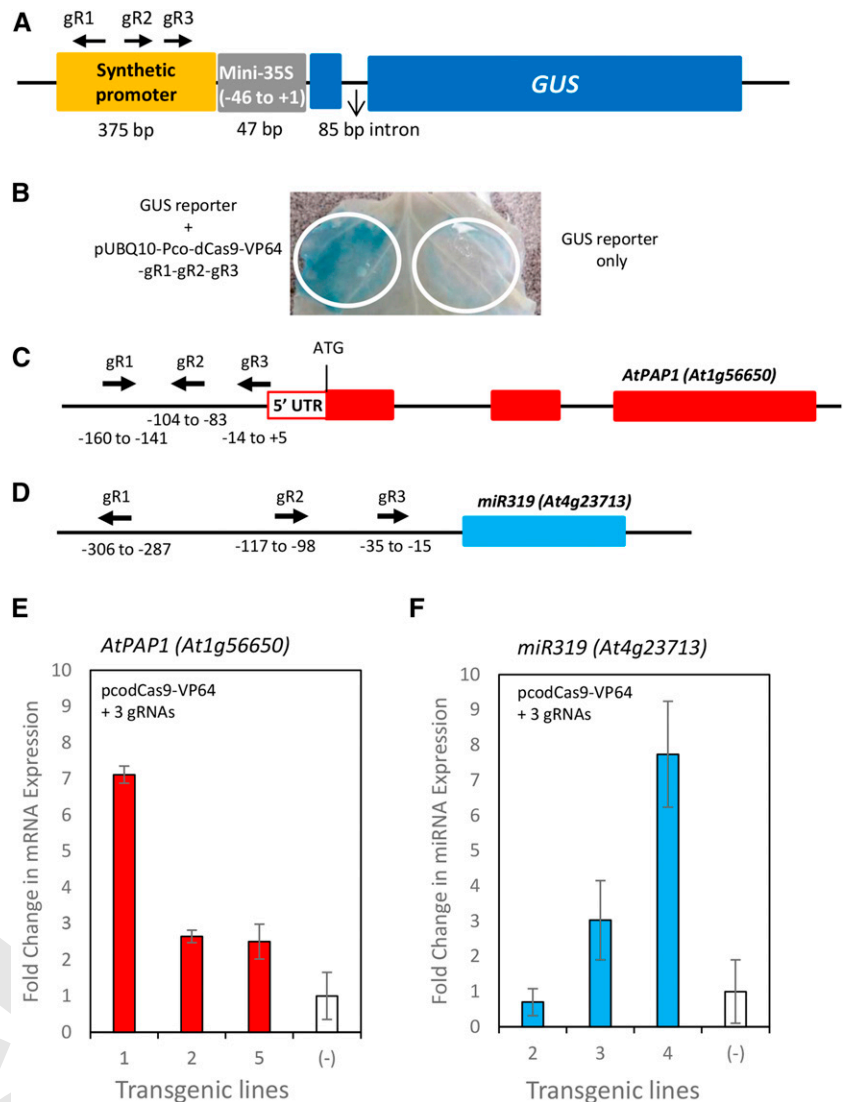 A
gR1 gR2 gR3
Synthetic
promoter
Mini-35S
(-46 to +1)
GUS
375 bp
47 bp
85 bp intron
B
GUS reporter
+
pUBQ10-Pco-dCas9-VP64
-gR1-gR2-gR3
GUS reporter
only
C
gR1 gR2 gR3
ATG
AtPAP1 (At1g56650)
5' UTR
-104 to -83
-160 to -141
-14 to +5
D
gR1 gR2 gR3
miR319 (At4g23713)
-306 to -287
-117 to -98
-35 to -15
E
AtPAP1 (At1g56650)
Fold Change in mRNA Expression
10
9
8
7
6
5
4
3
2
1
0
pcodCas9-VP64
+ 3 gRNAs
1 2 5 (-)
Transgenic lines
F
miR319 (At4g23713)
Fold Change in miRNA Expression
10
9
8
7
6
5
4
3
2
1
0
pcodCas9-VP64
+ 3 gRNAs
2 3 4 (-)
Transgenic lines